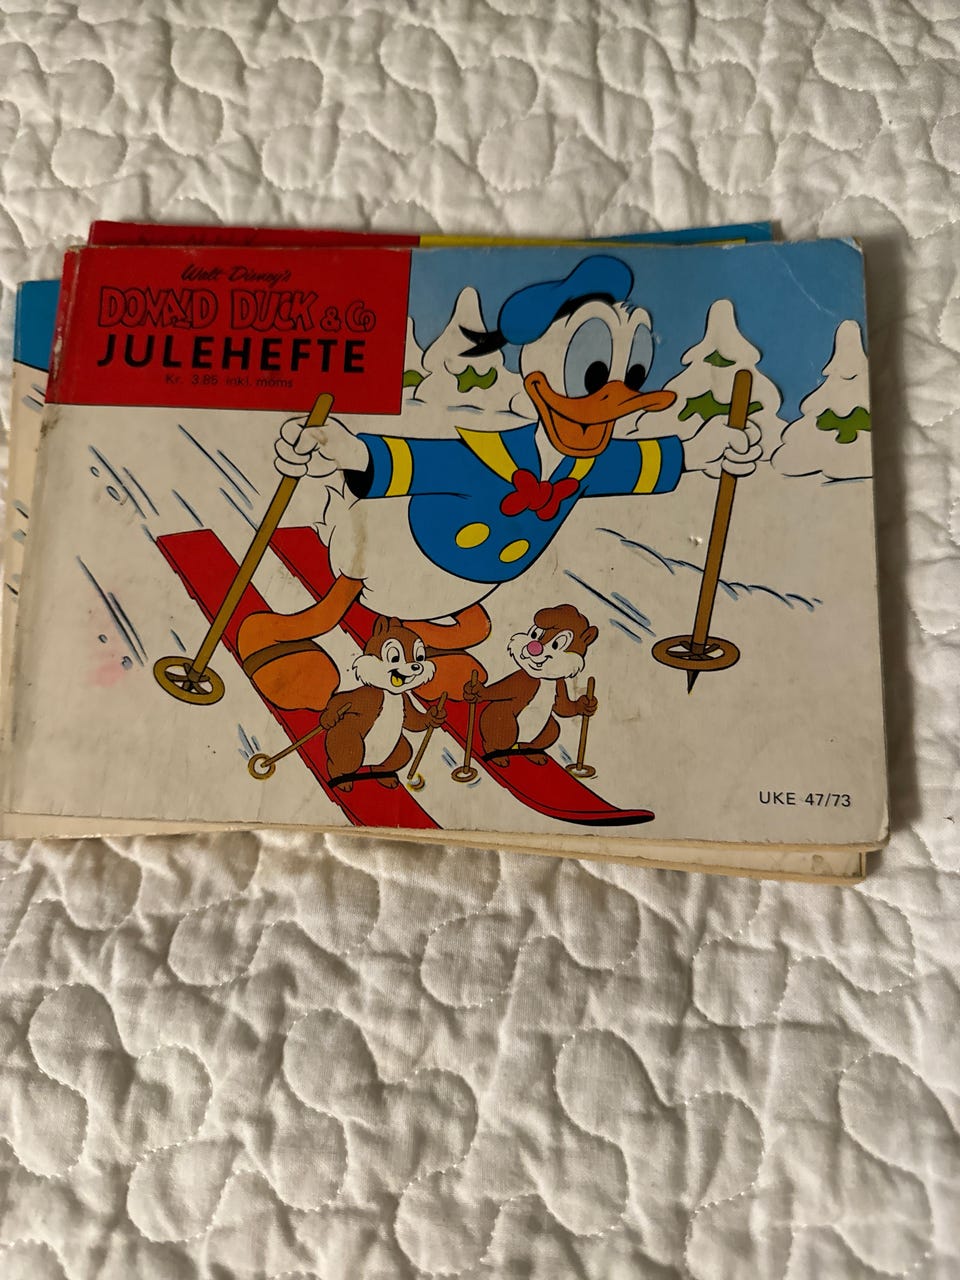 Walt Disney's
DONALD DUCK & Co
JULEHEFTE
Kr. 3.85 inkl. moms
UKE 47/73